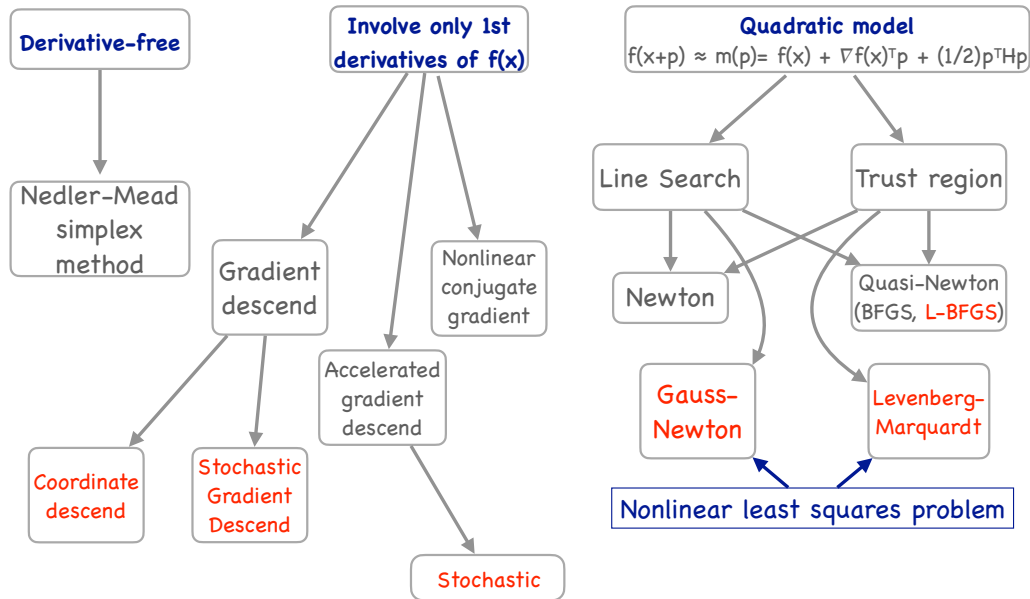 Derivative-free
Nedler-Mead
simplex
method
Involve only 1st
derivatives of f(x)
Gradient
descend
Nonlinear
conjugate
gradient
Accelerated
gradient
descend
Coordinate
descend
Stochastic
Gradient
Descend
Stochastic
Quadratic model
f(x+p) ≈ m(p)= f(x) + ∇f(x)ᵀp + (1/2)pᵀHp
Line Search
Trust region
Newton
Quasi-Newton
(BFGS, L-BFGS)
Gauss-
Newton
Levenberg-
Marquardt
Nonlinear least squares problem